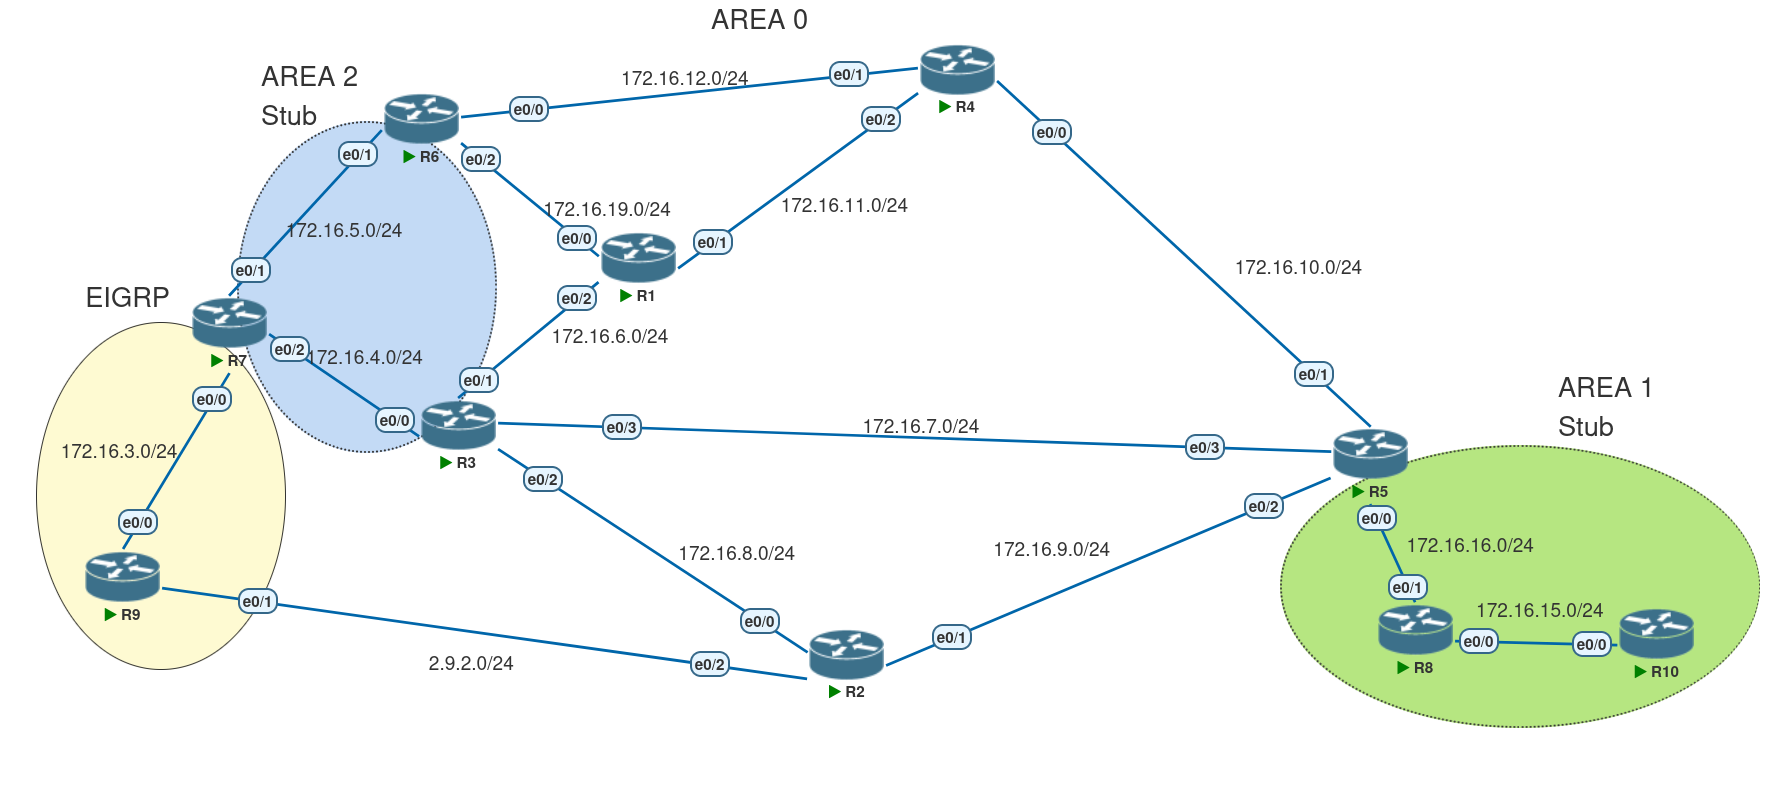 AREA 0
AREA 2
Stub
172.16.12.0/24
e0/1
e0/0
R4
e0/2
e0/0
e0/1
R6
e0/2
172.16.19.0/24
172.16.11.0/24
172.16.5.0/24
e0/0
e0/1
e0/1
172.16.10.0/24
EIGRP
R1
e0/2
172.16.6.0/24
e0/2
172.16.4.0/24
R7
e0/1
e0/1
AREA 1
Stub
e0/0
e0/0
e0/3
172.16.7.0/24
e0/3
172.16.3.0/24
R3
e0/2
R5
e0/2
e0/0
e0/0
172.16.8.0/24
172.16.9.0/24
172.16.16.0/24
e0/1
R9
e0/1
e0/0
e0/1
172.16.15.0/24
e0/0
e0/0
2.9.2.0/24
e0/2
R2
R8
R10